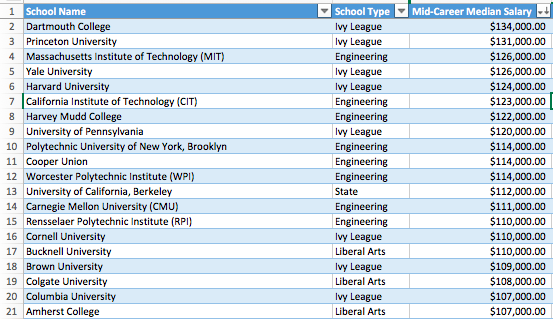 1 School Name School Type Mid-Career Median Salary
2 Dartmouth College Ivy League $134,000.00
3 Princeton University Ivy League $131,000.00
4 Massachusetts Institute of Technology (MIT) Engineering $126,000.00
5 Yale University Ivy League $126,000.00
6 Harvard University Ivy League $124,000.00
7 California Institute of Technology (CIT) Engineering $123,000.00
8 Harvey Mudd College Engineering $122,000.00
9 University of Pennsylvania Ivy League $120,000.00
10 Polytechnic University of New York, Brooklyn Engineering $114,000.00
11 Cooper Union Engineering $114,000.00
12 Worcester Polytechnic Institute (WPI) Engineering $114,000.00
13 University of California, Berkeley State $112,000.00
14 Carnegie Mellon University (CMU) Engineering $111,000.00
15 Rensselaer Polytechnic Institute (RPI) Engineering $110,000.00
16 Cornell University Ivy League $110,000.00
17 Bucknell University Liberal Arts $110,000.00
18 Brown University Ivy League $109,000.00
19 Colgate University Liberal Arts $108,000.00
20 Columbia University Ivy League $107,000.00
21 Amherst College Liberal Arts $107,000.00